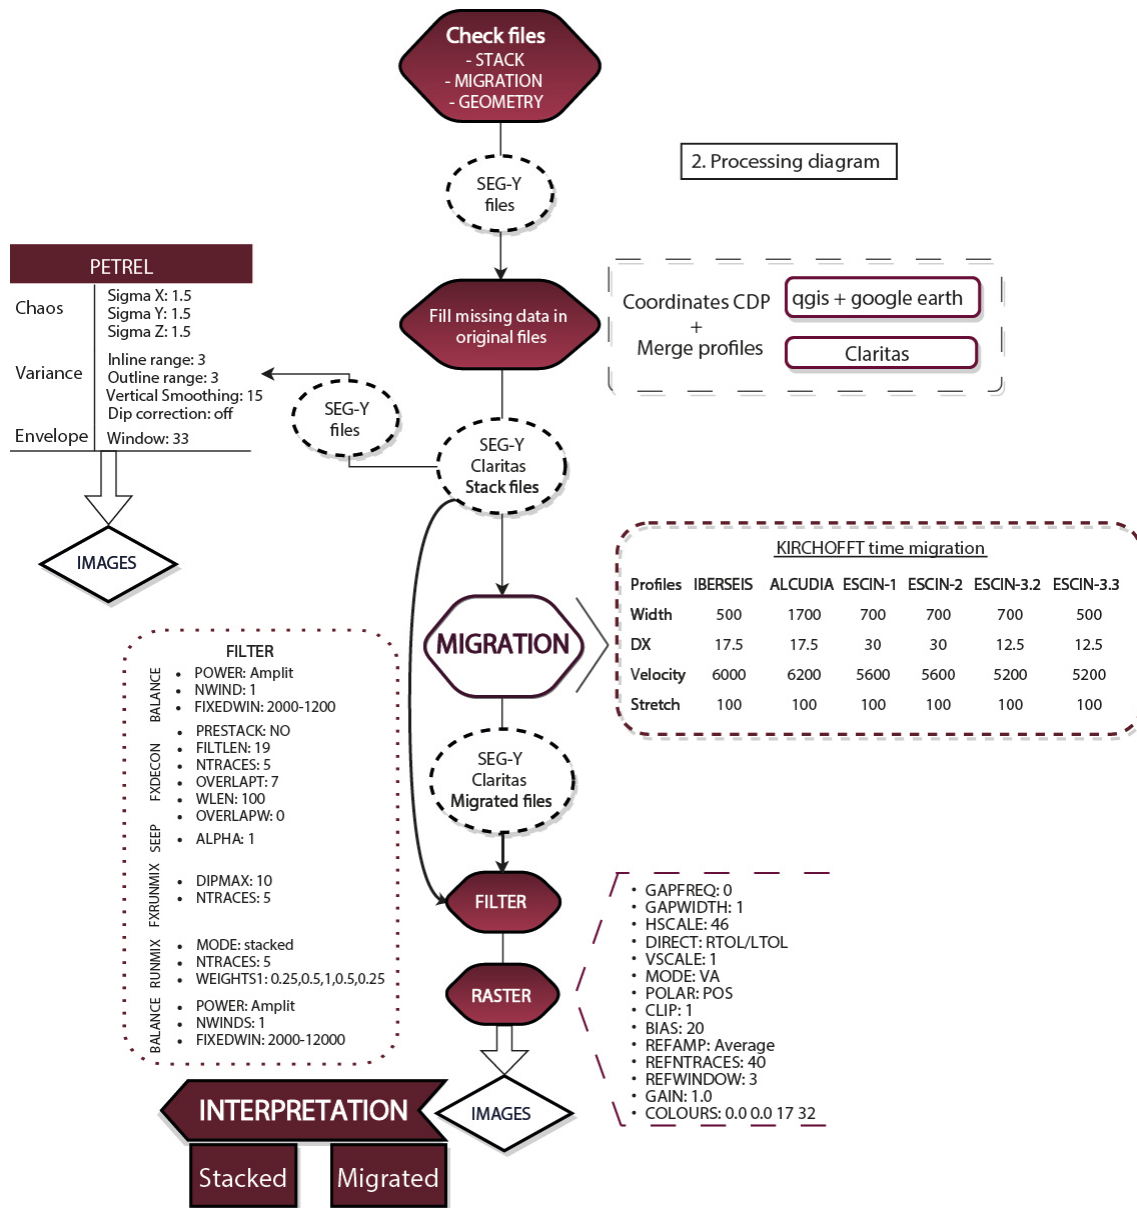 Check files
- STACK
- MIGRATION
- GEOMETRY
2. Processing diagram
SEG-Y
files
PETREL
Chaos
Sigma X: 1.5
Sigma Y: 1.5
Sigma Z: 1.5
Variance
Inline range: 3
Outline range: 3
Vertical Smoothing: 15
Dip correction: off
Envelope
Window: 33
IMAGES
Fill missing data in
original files
Coordinates CDP
+
Merge profiles
qgis + google earth
Claritas
SEG-Y
files
SEG-Y
Claritas
Stack files
MIGRATION
KIRCHOFFT time migration
Profiles IBERSEIS ALCUDIA ESCIN-1 ESCIN-2 ESCIN-3.2 ESCIN-3.3
Width 500 1700 700 700 700 500
DX 17.5 17.5 30 30 12.5 12.5
Velocity 6000 6200 5600 5600 5200 5200
Stretch 100 100 100 100 100 100
SEG-Y
Claritas
Migrated files
FILTER
BALANCE
• POWER: Amplit
• NWIND: 1
• FIXEDWIN: 2000-1200
FXDECON
• PRESTACK: NO
• FILTLEN: 19
• NTRACES: 5
• OVERLAPT: 7
• WLEN: 100
• OVERLAPW: 0
SEEP
• ALPHA: 1
FXRUNMIX
• DIPMAX: 10
• NTRACES: 5
RUNMIX
• MODE: stacked
• NTRACES: 5
• WEIGHTS1: 0.25,0.5,1,0.5,0.25
BALANCE
• POWER: Amplit
• NWINDS: 1
• FIXEDWIN: 2000-12000
FILTER
RASTER
• GAPFREQ: 0
• GAPWIDTH: 1
• HSCALE: 46
• DIRECT: RTOL/LTOL
• VSCALE: 1
• MODE: VA
• POLAR: POS
• CLIP: 1
• BIAS: 20
• REFAMP: Average
• REFNTRACES: 40
• REFWINDOW: 3
• GAIN: 1.0
• COLOURS: 0.0 0.0 17 32
IMAGES
INTERPRETATION
Stacked
Migrated